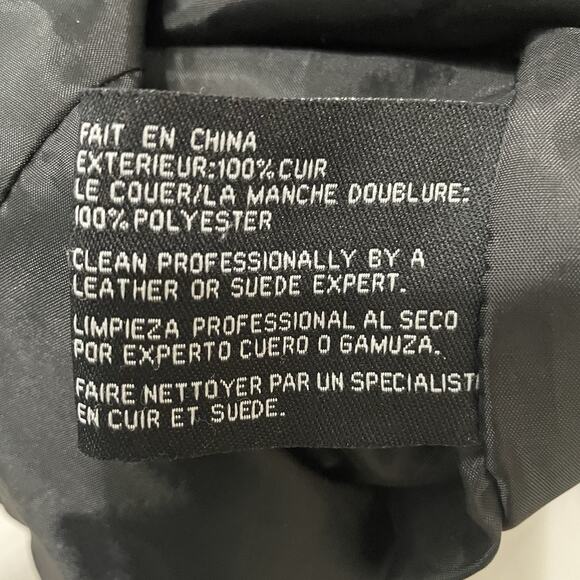 FAIT EN CHINA
EXTERIEUR:100% CUIR
LE COUER/LA MANCHE DOUBLURE:
100% POLYESTER
CLEAN PROFESSIONALLY BY A
LEATHER OR SUEDE EXPERT.
LIMPIEZA PROFESSIONAL AL SECO
POR EXPERTO CUERO O GAMUZA.
FAIRE NETTOYER PAR UN SPECIALIST
EN CUIR ET SUEDE.